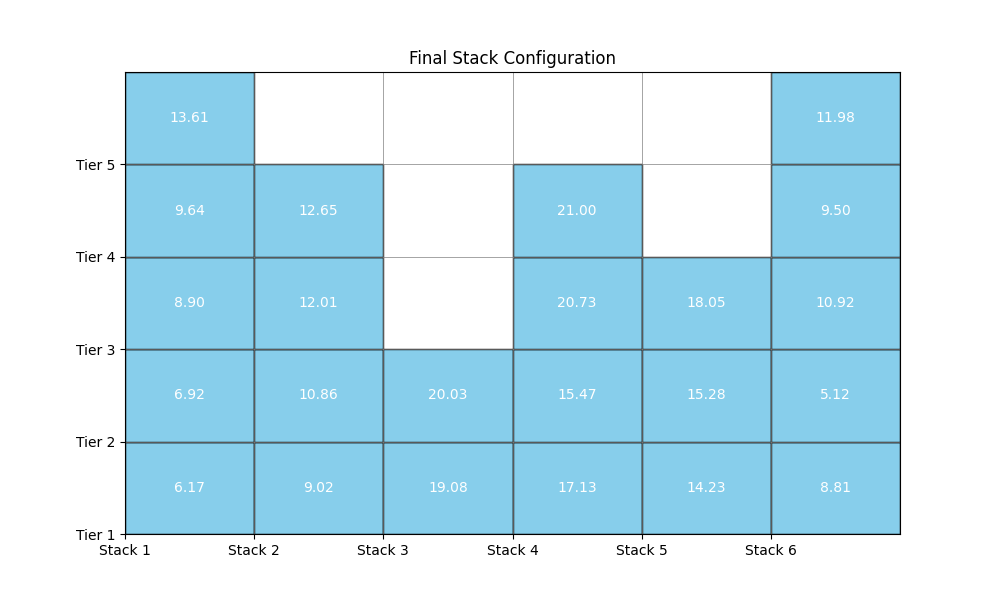 Final Stack Configuration
13.61 11.98
Tier 5
9.64 12.65 21.00 9.50
Tier 4
8.90 12.01 20.73 18.05 10.92
Tier 3
6.92 10.86 20.03 15.47 15.28 5.12
Tier 2
6.17 9.02 19.08 17.13 14.23 8.81
Tier 1
Stack 1 Stack 2 Stack 3 Stack 4 Stack 5 Stack 6